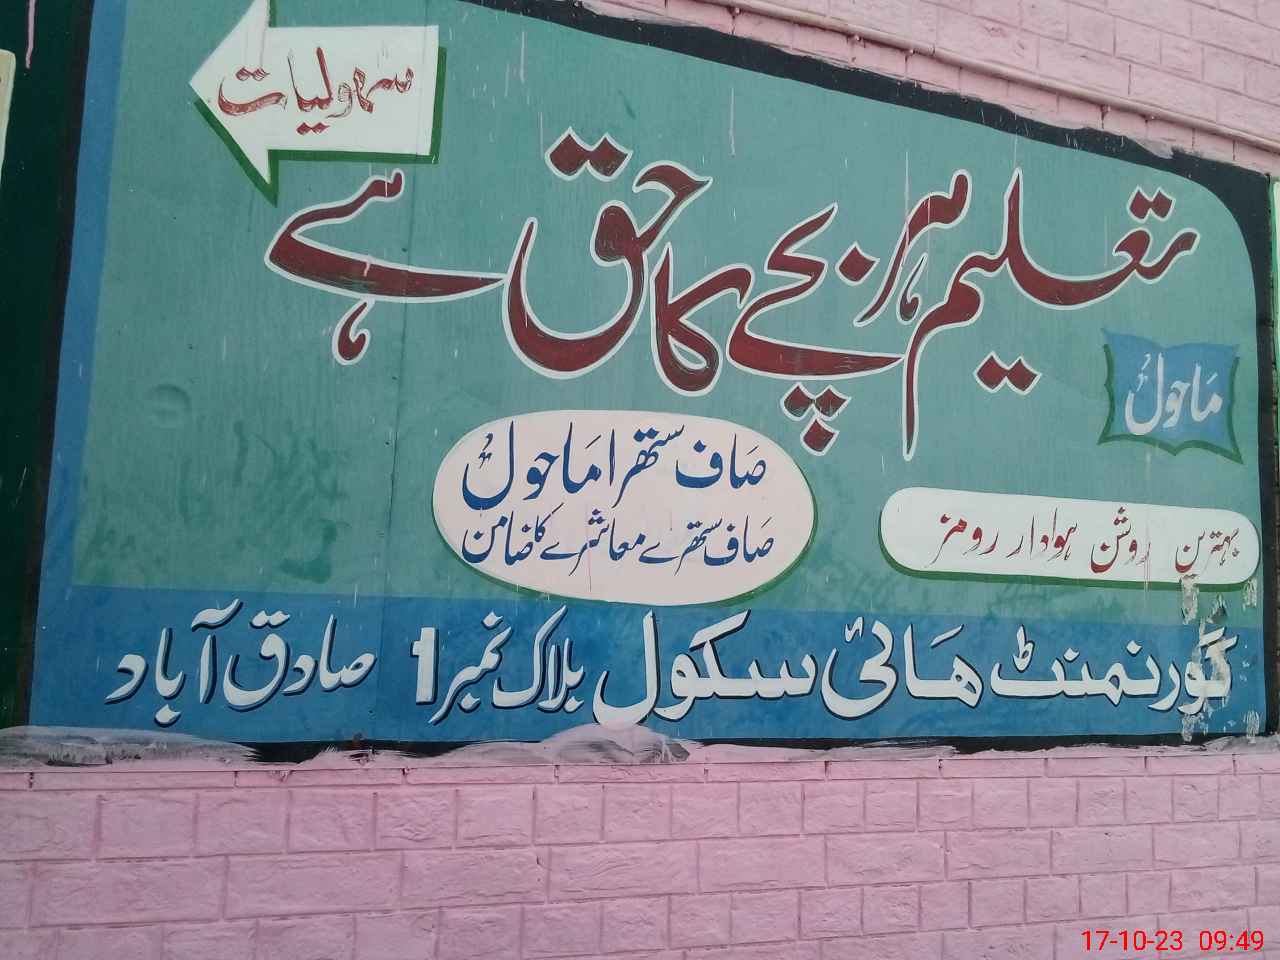 سہولیات
تعلیم ہر بچے کا حق ہے
ماحول
صاف ستھرا ماحول
صاف ستھرے معاشرے کا ضامن
بہترین روشن ہوادار رومز
گورنمنٹ ھائی سکول بلاک نمبر 1 صادق آباد
17-10-23 09:49